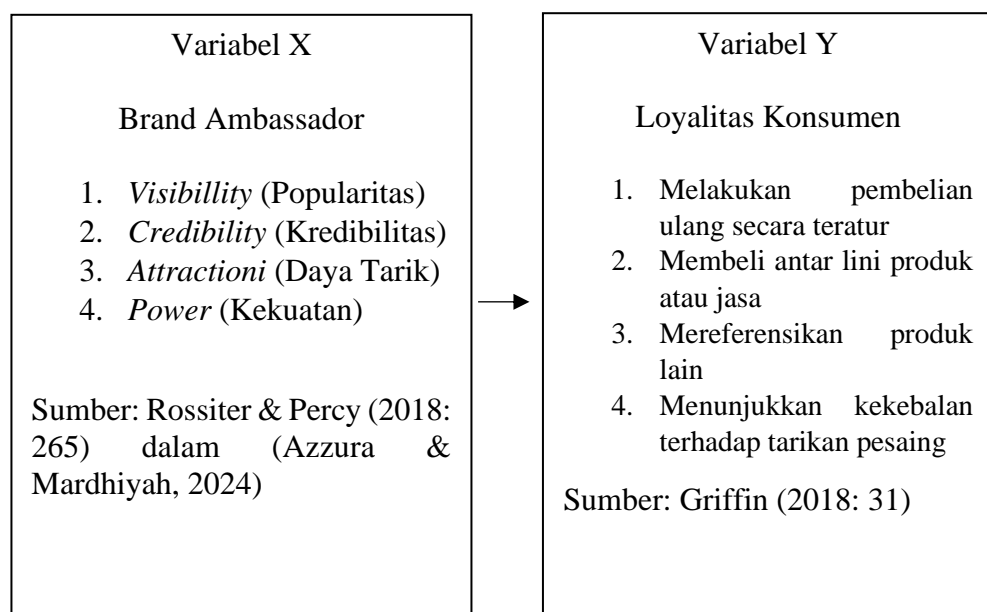 Variabel X
Brand Ambassador
1. Visibillity (Popularitas)
2. Credibility (Kredibilitas)
3. Attractioni (Daya Tarik)
4. Power (Kekuatan)
Sumber: Rossiter & Percy (2018:
265) dalam (Azzura &
Mardhiyah, 2024)
Variabel Y
Loyalitas Konsumen
1. Melakukan pembelian
ulang secara teratur
2. Membeli antar lini produk
atau jasa
3. Mereferensikan produk
lain
4. Menunjukkan kekebalan
terhadap tarikan pesaing
Sumber: Griffin (2018: 31)